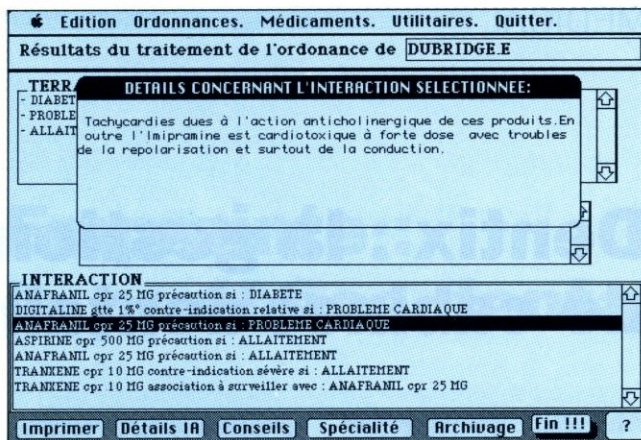 Edition Ordonnances. Médicaments. Utilitaires. Quitter.
Résultats du traitement de l'ordonance de DUBRIDGE.E
TERRA
- DIABET
- PROBLE
- ALLAIT
DETAILS CONCERNANT L'INTERACTION SELECTIONNEE:
Tachycardies dues à l'action anticholinergique de ces produits.En
outre l'Imipramine est cardiotoxique à forte dose avec troubles
de la repolarisation et surtout de la conduction.
INTERACTION
ANAFRANIL cpr 25 MG précaution si : DIABETE
DIGITALINE gtte 1%° contre-indication relative si : PROBLEME CARDIAQUE
ANAFRANIL cpr 25 MG précaution si : PROBLEME CARDIAQUE
ASPIRINE cpr 500 MG précaution si : ALLAITEMENT
ANAFRANIL cpr 25 MG précaution si : ALLAITEMENT
TRANXENE cpr 10 MG contre-indication sévère si : ALLAITEMENT
TRANXENE cpr 10 MG association à surveiller avec : ANAFRANIL cpr 25 MG
Imprimer Détails IA Conseils Spécialité Archivage Fin !!! ?